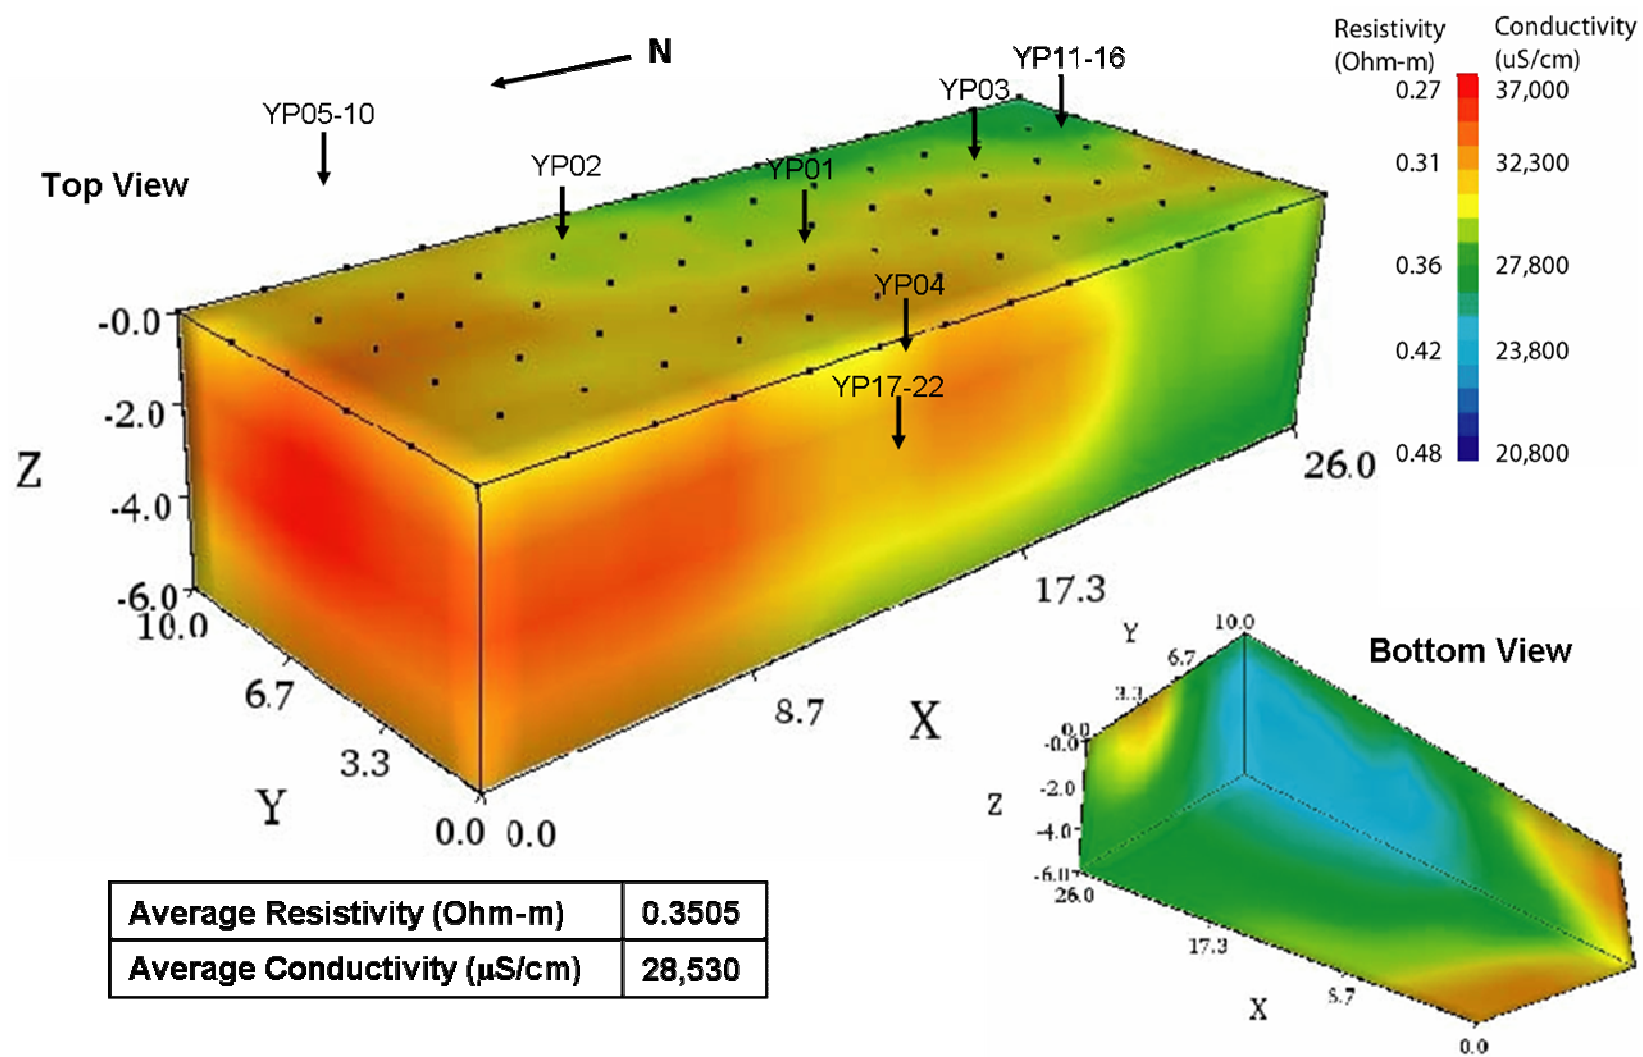 Resistivity
(Ohm-m)
Conductivity
(uS/cm)
0.27 37,000
0.31 32,300
0.36 27,800
0.42 23,800
0.48 20,800
N
YP11-16
YP03
YP05-10
YP02
YP01
Top View
YP04
YP17-22
-0.0
-2.0
Z
-4.0
-6.0
10.0
6.7
3.3
Y
0.0 0.0
8.7
X
17.3
26.0
Bottom View
10.0
Y
6.7
3.3
0.0
-0.0
-2.0
Z
-4.0
-6.0
26.0
17.3
X
0.0
Average Resistivity (Ohm-m) 0.3505
Average Conductivity (µS/cm) 28,530